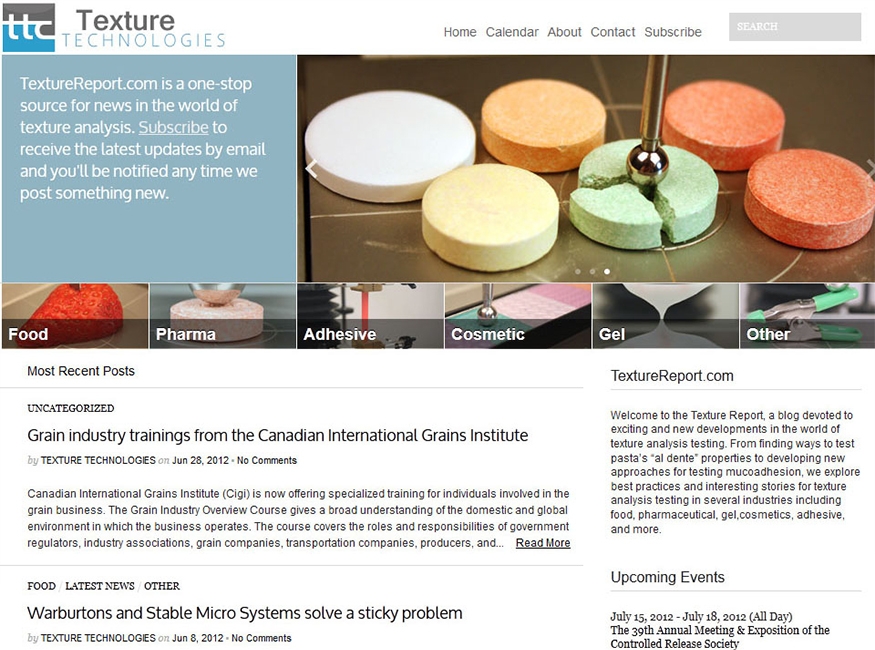 ttc
Texture
TECHNOLOGIES
Home Calendar About Contact Subscribe
SEARCH
TextureReport.com is a one-stop
source for news in the world of
texture analysis. Subscribe to
receive the latest updates by email
and you'll be notified any time we
post something new.
Food Pharma Adhesive Cosmetic Gel Other
Most Recent Posts
UNCATEGORIZED
Grain industry trainings from the Canadian International Grains Institute
by TEXTURE TECHNOLOGIES on Jun 28, 2012 • No Comments
Canadian International Grains Institute (Cigi) is now offering specialized training for individuals involved in the
grain business. The Grain Industry Overview Course gives a broad understanding of the domestic and global
environment in which the business operates. The course covers the roles and responsibilities of government
regulators, industry associations, grain companies, transportation companies, producers, and... Read More
FOOD / LATEST NEWS / OTHER
Warburtons and Stable Micro Systems solve a sticky problem
by TEXTURE TECHNOLOGIES on Jun 8, 2012 • No Comments
TextureReport.com
Welcome to the Texture Report, a blog devoted to
exciting and new developments in the world of
texture analysis testing. From finding ways to test
pasta's “al dente” properties to developing new
approaches for testing mucoadhesion, we explore
best practices and interesting stories for texture
analysis testing in several industries including
food, pharmaceutical, gel,cosmetics, adhesive,
and more.
Upcoming Events
July 15, 2012 - July 18, 2012 (All Day)
The 39th Annual Meeting & Exposition of the
Controlled Release Society